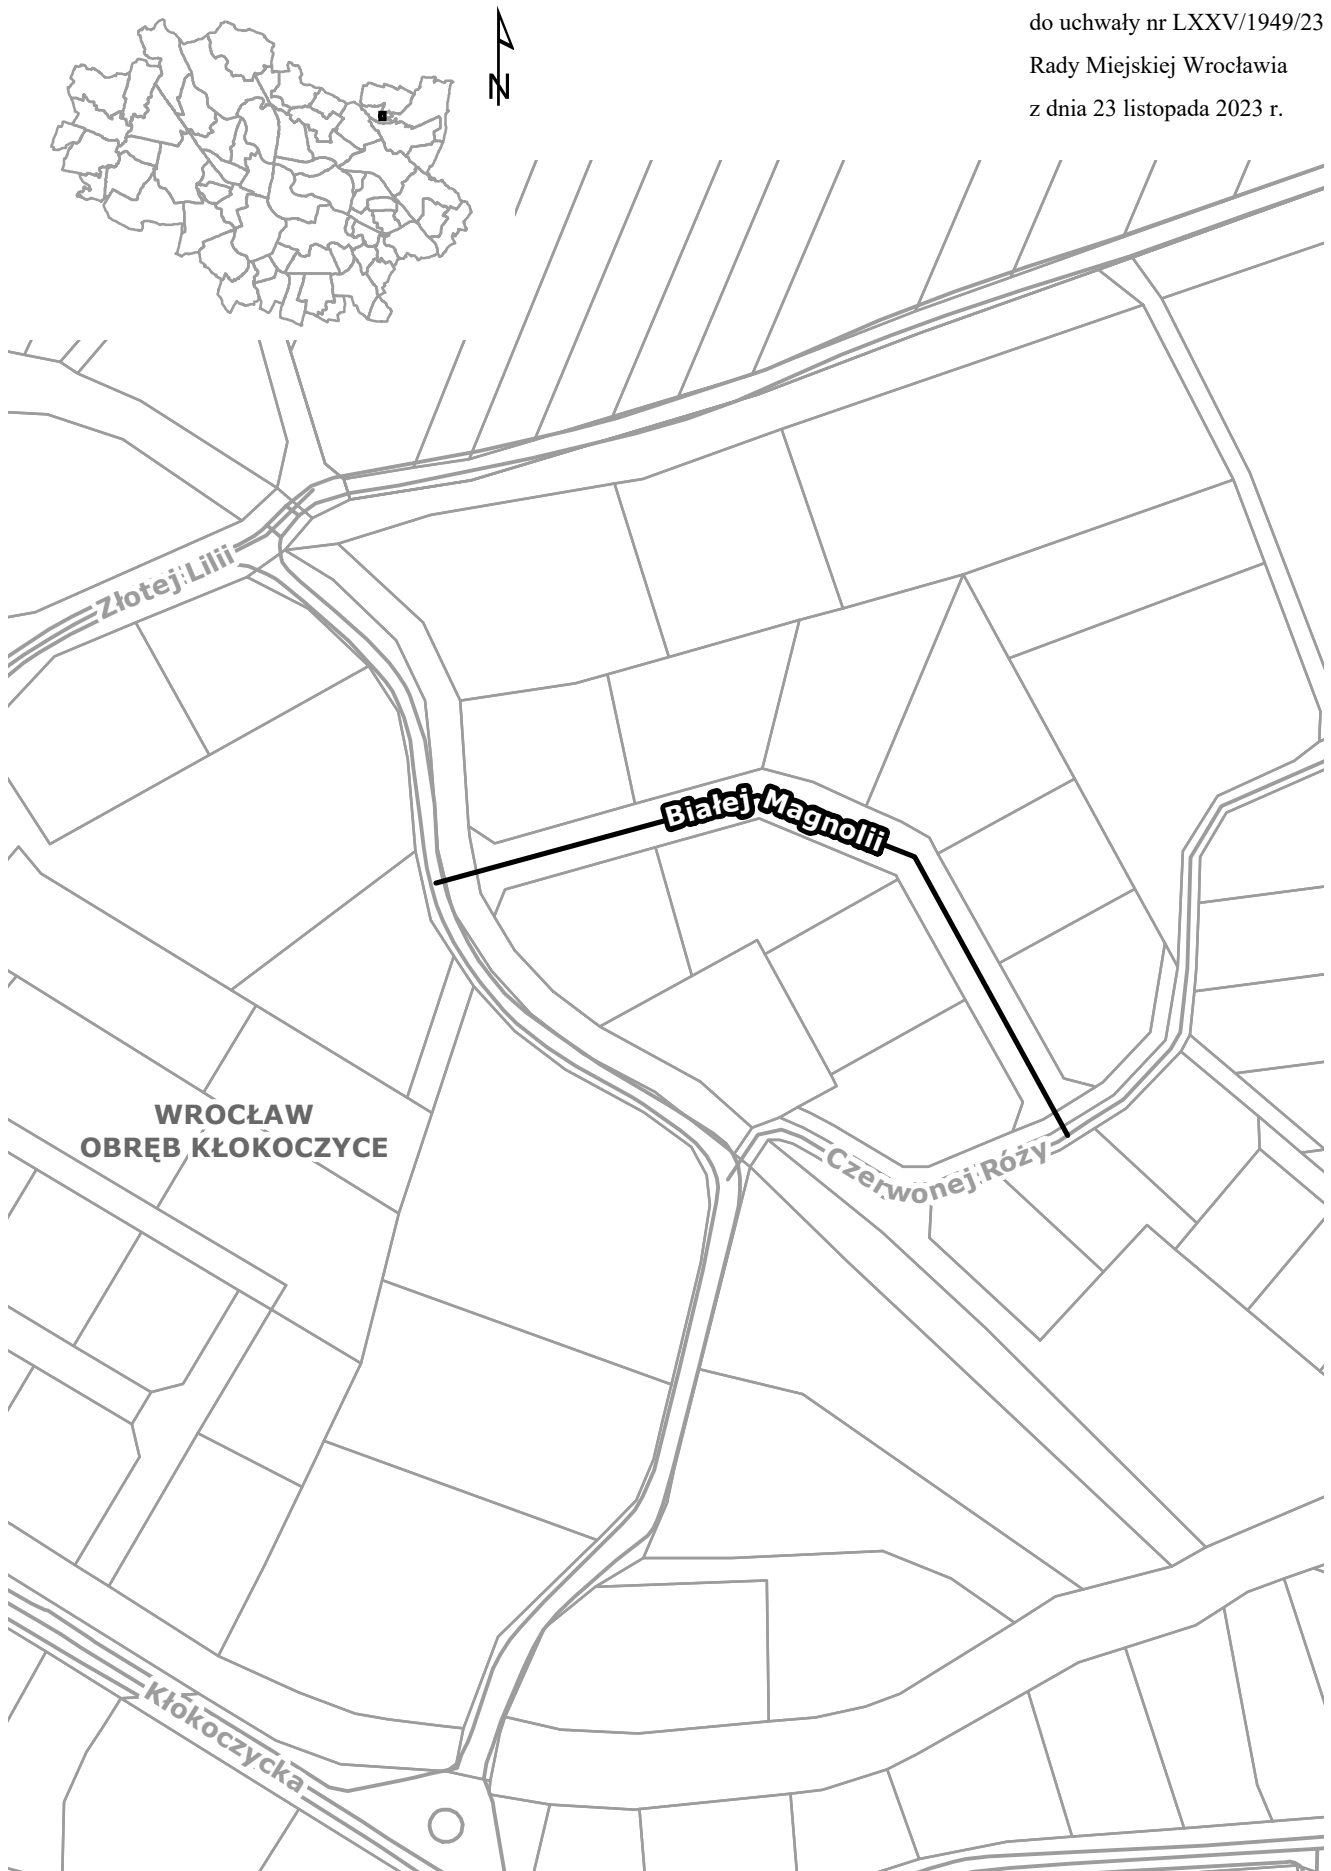 do uchwały nr LXXV/1949/23
Rady Miejskiej Wrocławia
z dnia 23 listopada 2023 r.
N
Złotej Lilii
Białej Magnolii
WROCŁAW
OBRĘB KŁOKOCZYCE
Czerwonej Róży
Kłokoczycka